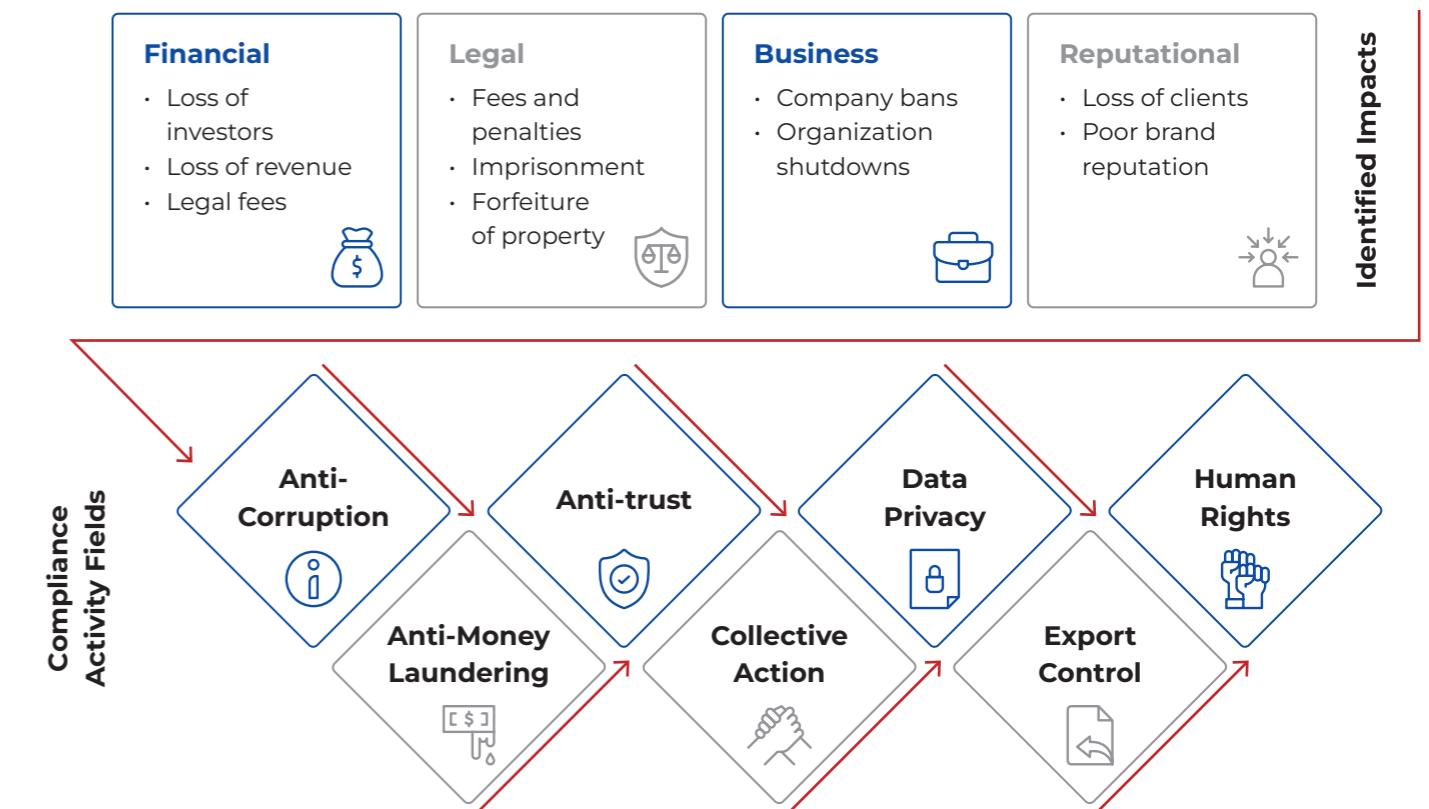 Financial
• Loss of
investors
• Loss of revenue
• Legal fees
$
Legal
• Fees and
penalties
• Imprisonment
• Forfeiture
of property
Business
• Company bans
• Organization
shutdowns
Reputational
• Loss of clients
• Poor brand
reputation
Identified Impacts
Compliance
Activity Fields
Anti-
Corruption
i
Anti-Money
Laundering
[$]
Anti-trust
Collective
Action
Data
Privacy
Export
Control
Human
Rights